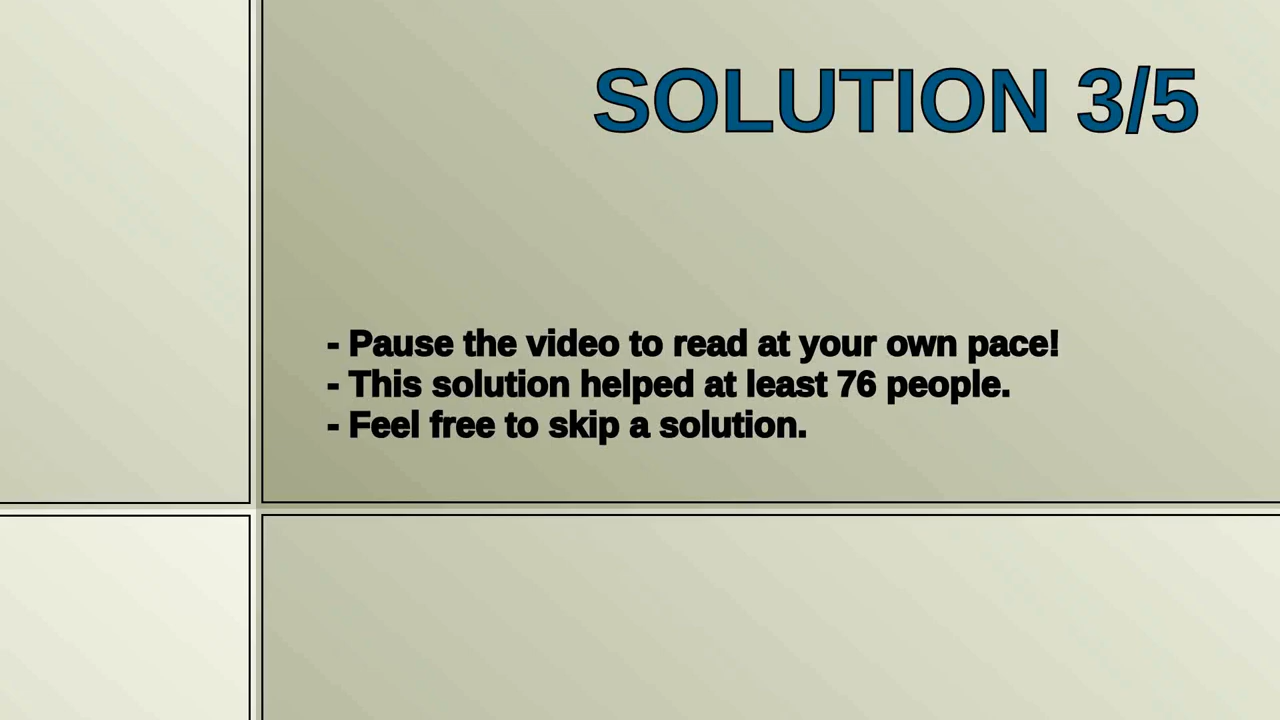 SOLUTION 3/5
- Pause the video to read at your own pace!
- This solution helped at least 76 people.
- Feel free to skip a solution.